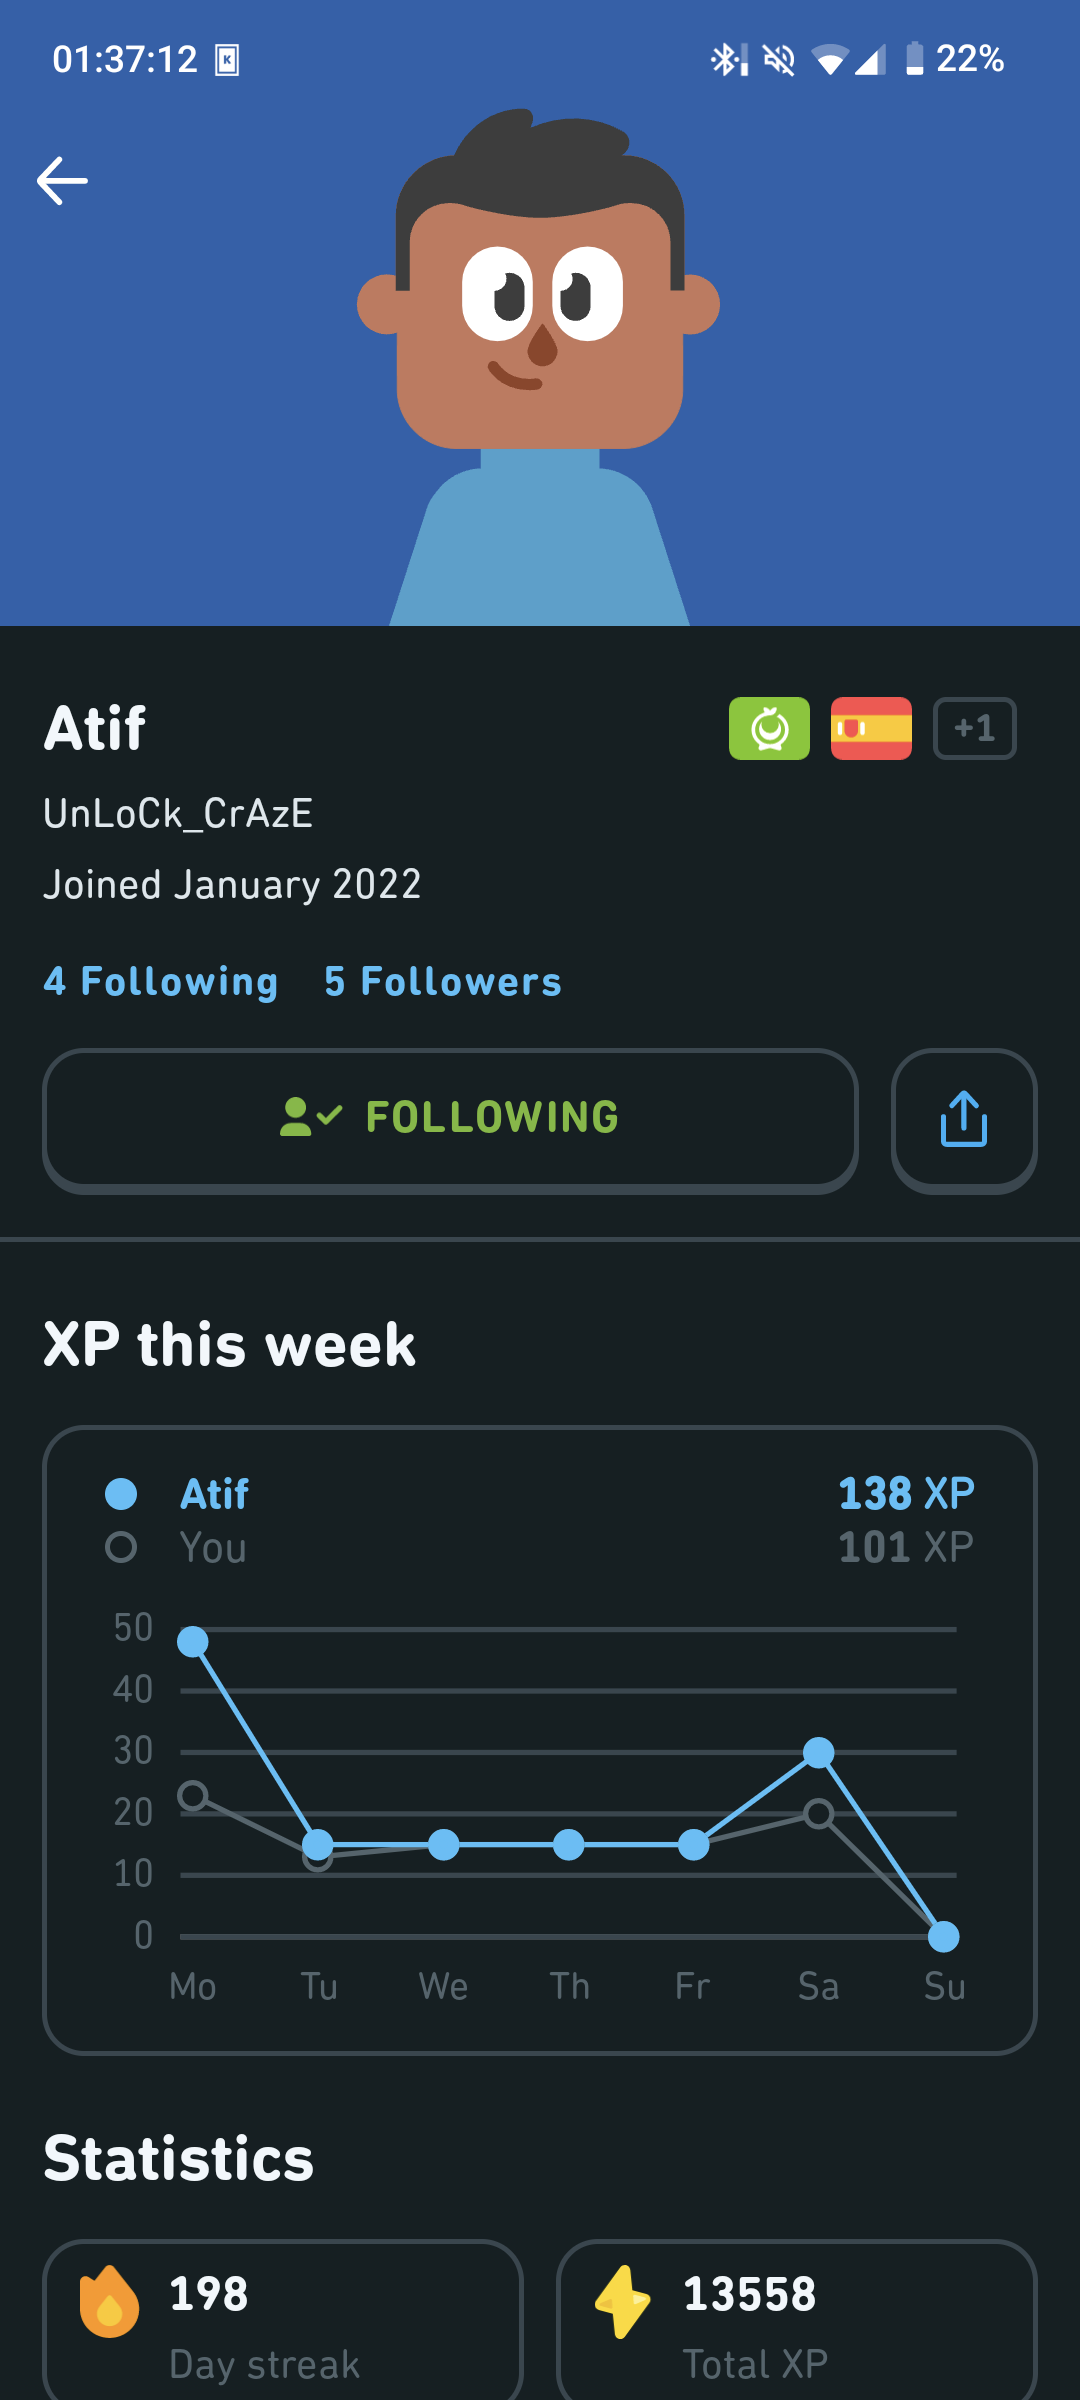 01:37:12 K 22%
Atif +1
UnLoCk_CrAzE
Joined January 2022
4 Following 5 Followers
FOLLOWING
XP this week
Atif 138 XP
You 101 XP
50
40
30
20
10
0
Mo Tu We Th Fr Sa Su
Statistics
198 13558
Day streak Total XP